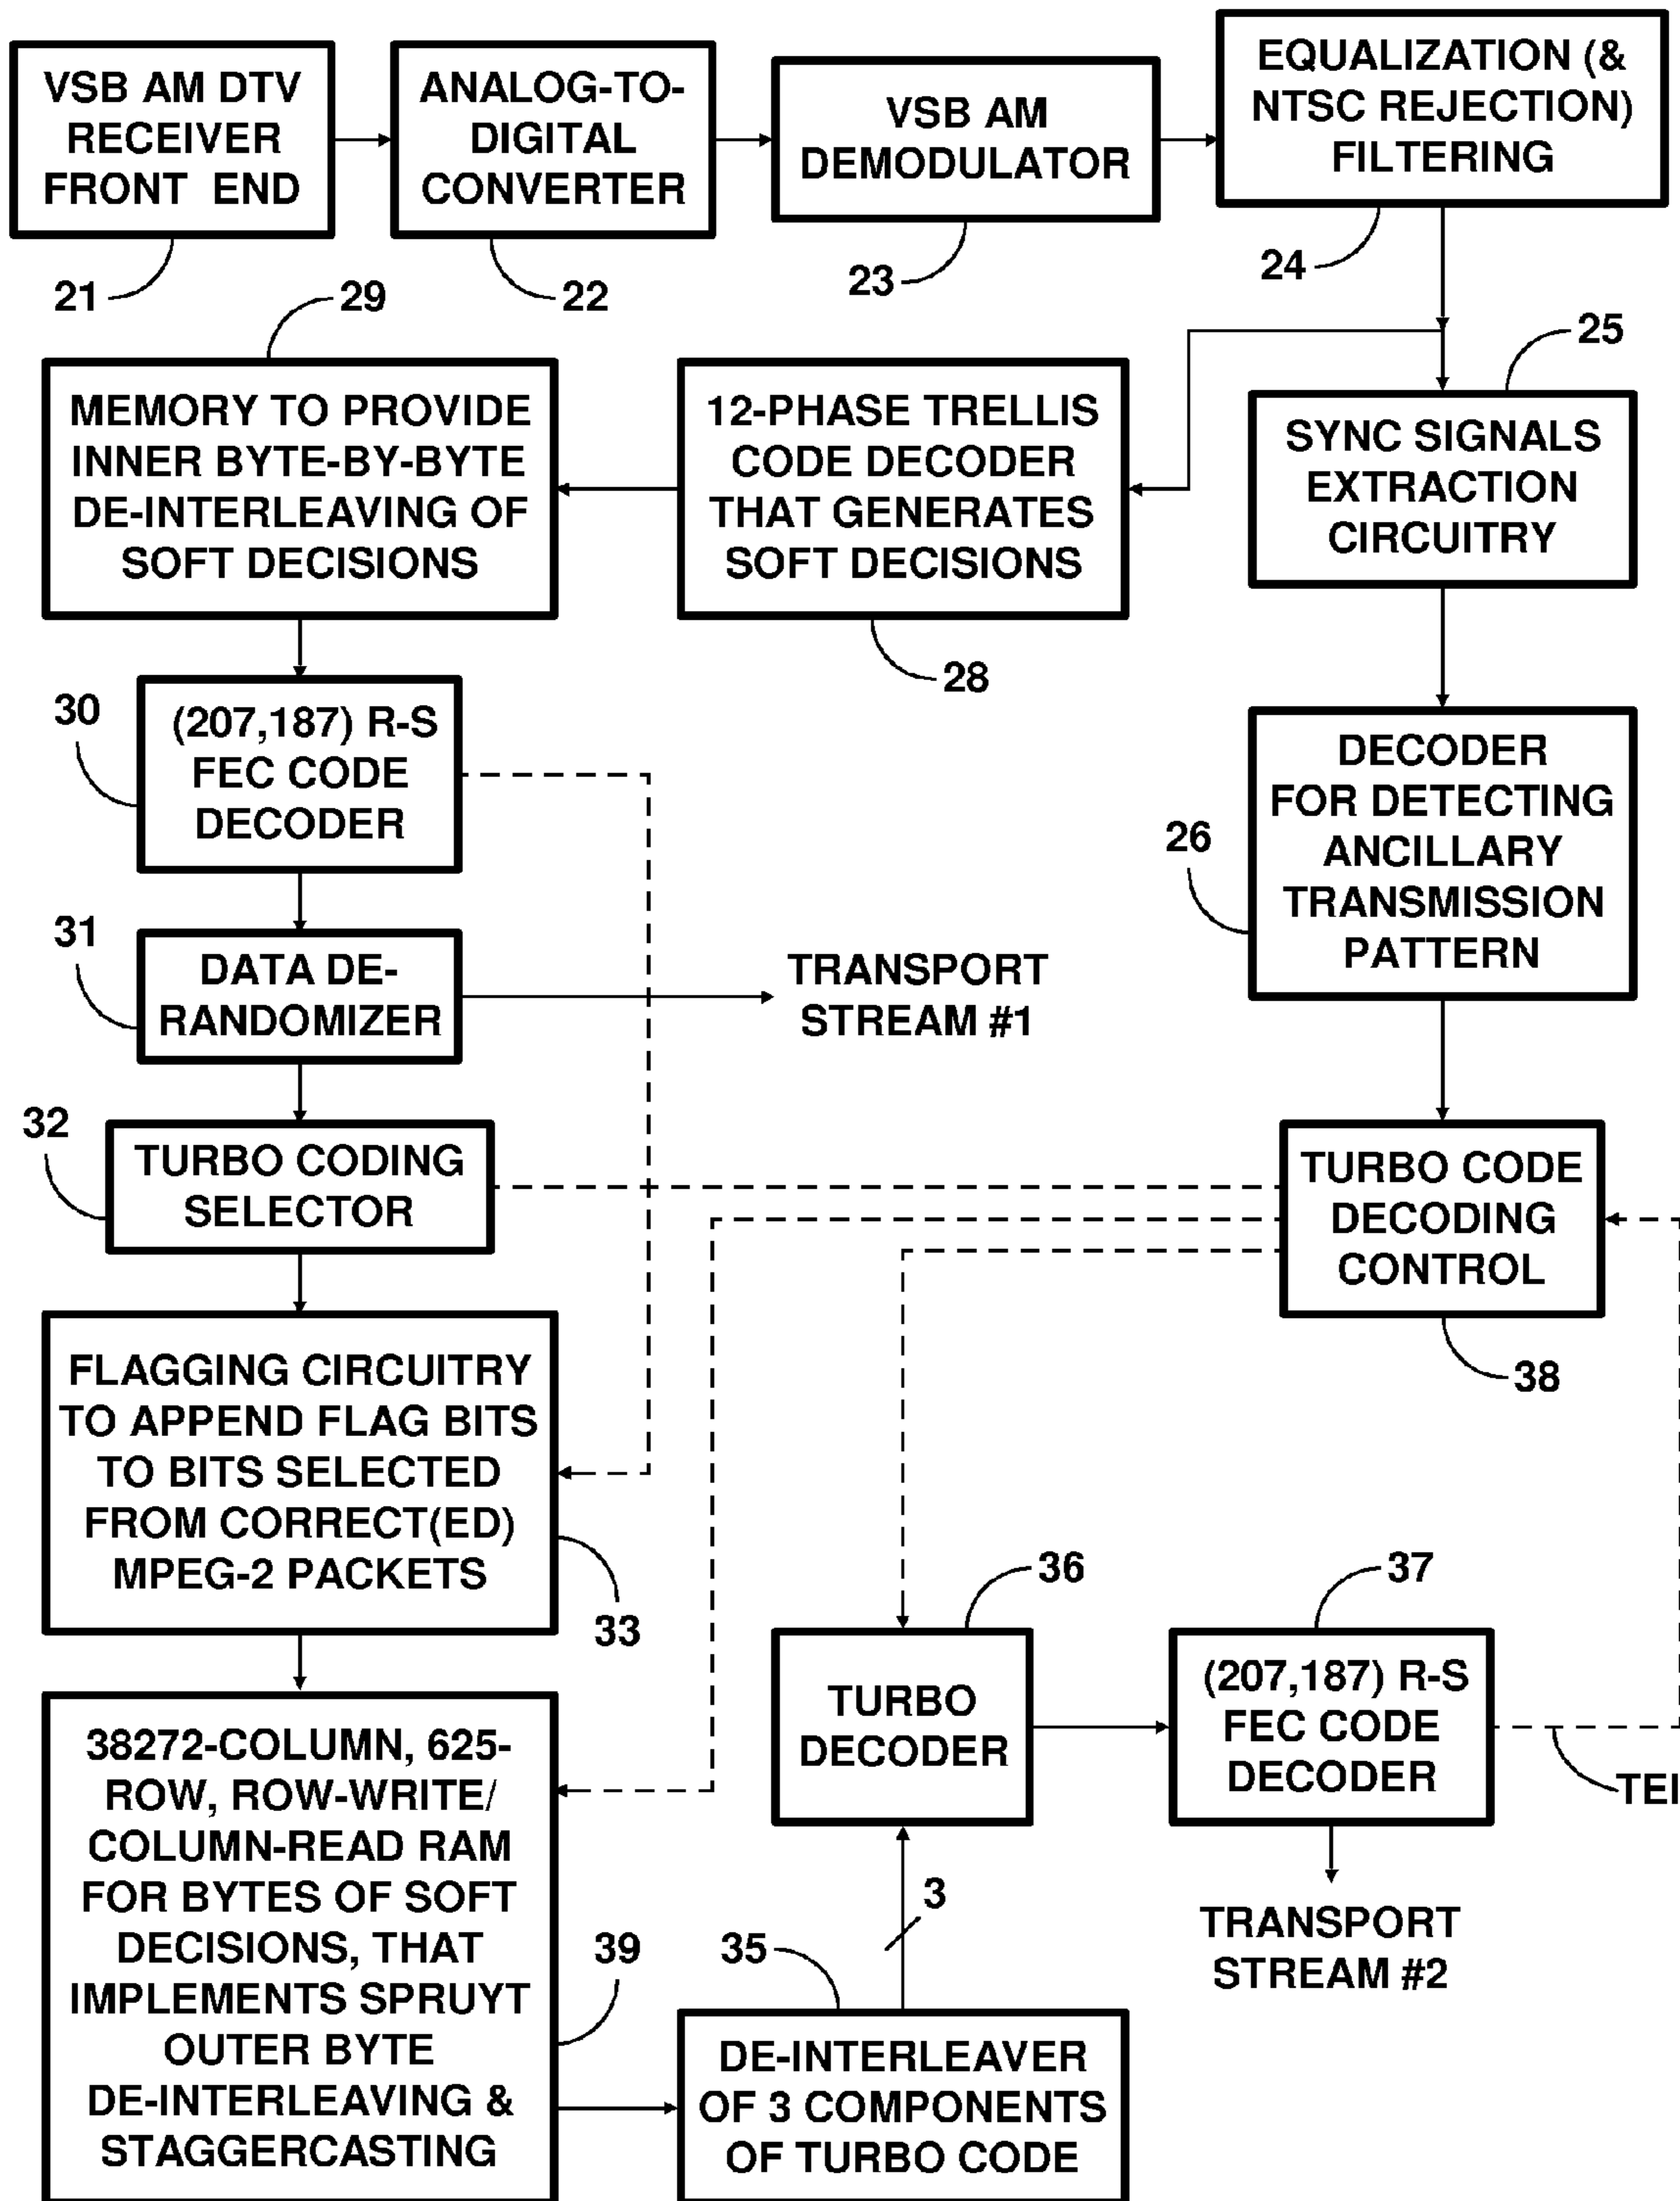 VSB AM DTV
RECEIVER
FRONT END
21
ANALOG-TO-
DIGITAL
CONVERTER
22
VSB AM
DEMODULATOR
23
EQUALIZATION (&
NTSC REJECTION)
FILTERING
24
29
MEMORY TO PROVIDE
INNER BYTE-BY-BYTE
DE-INTERLEAVING OF
SOFT DECISIONS
12-PHASE TRELLIS
CODE DECODER
THAT GENERATES
SOFT DECISIONS
28
25
SYNC SIGNALS
EXTRACTION
CIRCUITRY
30
(207,187) R-S
FEC CODE
DECODER
26
DECODER
FOR DETECTING
ANCILLARY
TRANSMISSION
PATTERN
31
DATA DE-
RANDOMIZER
TRANSPORT
STREAM #1
32
TURBO CODING
SELECTOR
TURBO CODE
DECODING
CONTROL
38
FLAGGING CIRCUITRY
TO APPEND FLAG BITS
TO BITS SELECTED
FROM CORRECT(ED)
MPEG-2 PACKETS
33
36
TURBO
DECODER
37
(207,187) R-S
FEC CODE
DECODER
TEI
TRANSPORT
STREAM #2
38272-COLUMN, 625-
ROW, ROW-WRITE/
COLUMN-READ RAM
FOR BYTES OF SOFT
DECISIONS, THAT
IMPLEMENTS SPRUYT
OUTER BYTE
DE-INTERLEAVING &
STAGGERCASTING
39
3
35
DE-INTERLEAVER
OF 3 COMPONENTS
OF TURBO CODE